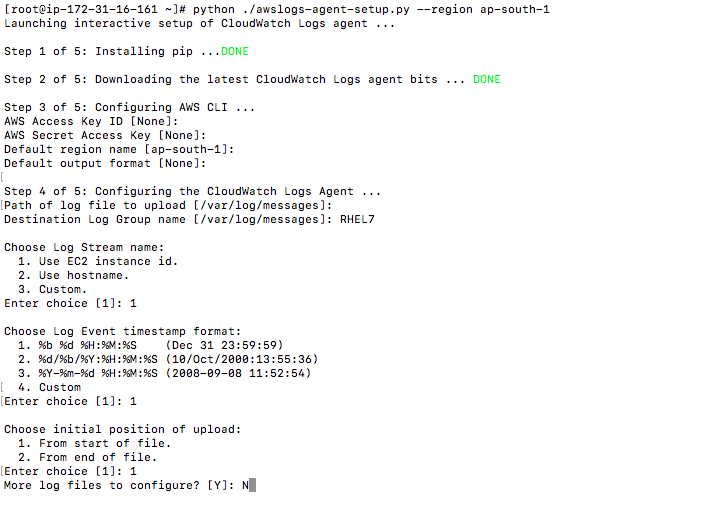 [root@ip-172-31-16-161 ~]# python ./awslogs-agent-setup.py --region ap-south-1
Launching interactive setup of CloudWatch Logs agent ...
Step 1 of 5: Installing pip ...DONE
Step 2 of 5: Downloading the latest CloudWatch Logs agent bits ... DONE
Step 3 of 5: Configuring AWS CLI ...
AWS Access Key ID [None]:
AWS Secret Access Key [None]:
Default region name [ap-south-1]:
Default output format [None]:
[
Step 4 of 5: Configuring the CloudWatch Logs Agent ...
[Path of log file to upload [/var/log/messages]:
Destination Log Group name [/var/log/messages]: RHEL7
Choose Log Stream name:
1. Use EC2 instance id.
2. Use hostname.
3. Custom.
Enter choice [1]: 1
Choose Log Event timestamp format:
1. %b %d %H:%M:%S    (Dec 31 23:59:59)
2. %d/%b/%Y:%H:%M:%S (10/Oct/2000:13:55:36)
3. %Y-%m-%d %H:%M:%S (2008-09-08 11:52:54)
[ 4. Custom
[Enter choice [1]: 1
Choose initial position of upload:
1. From start of file.
2. From end of file.
[Enter choice [1]: 1
More log files to configure? [Y]: N